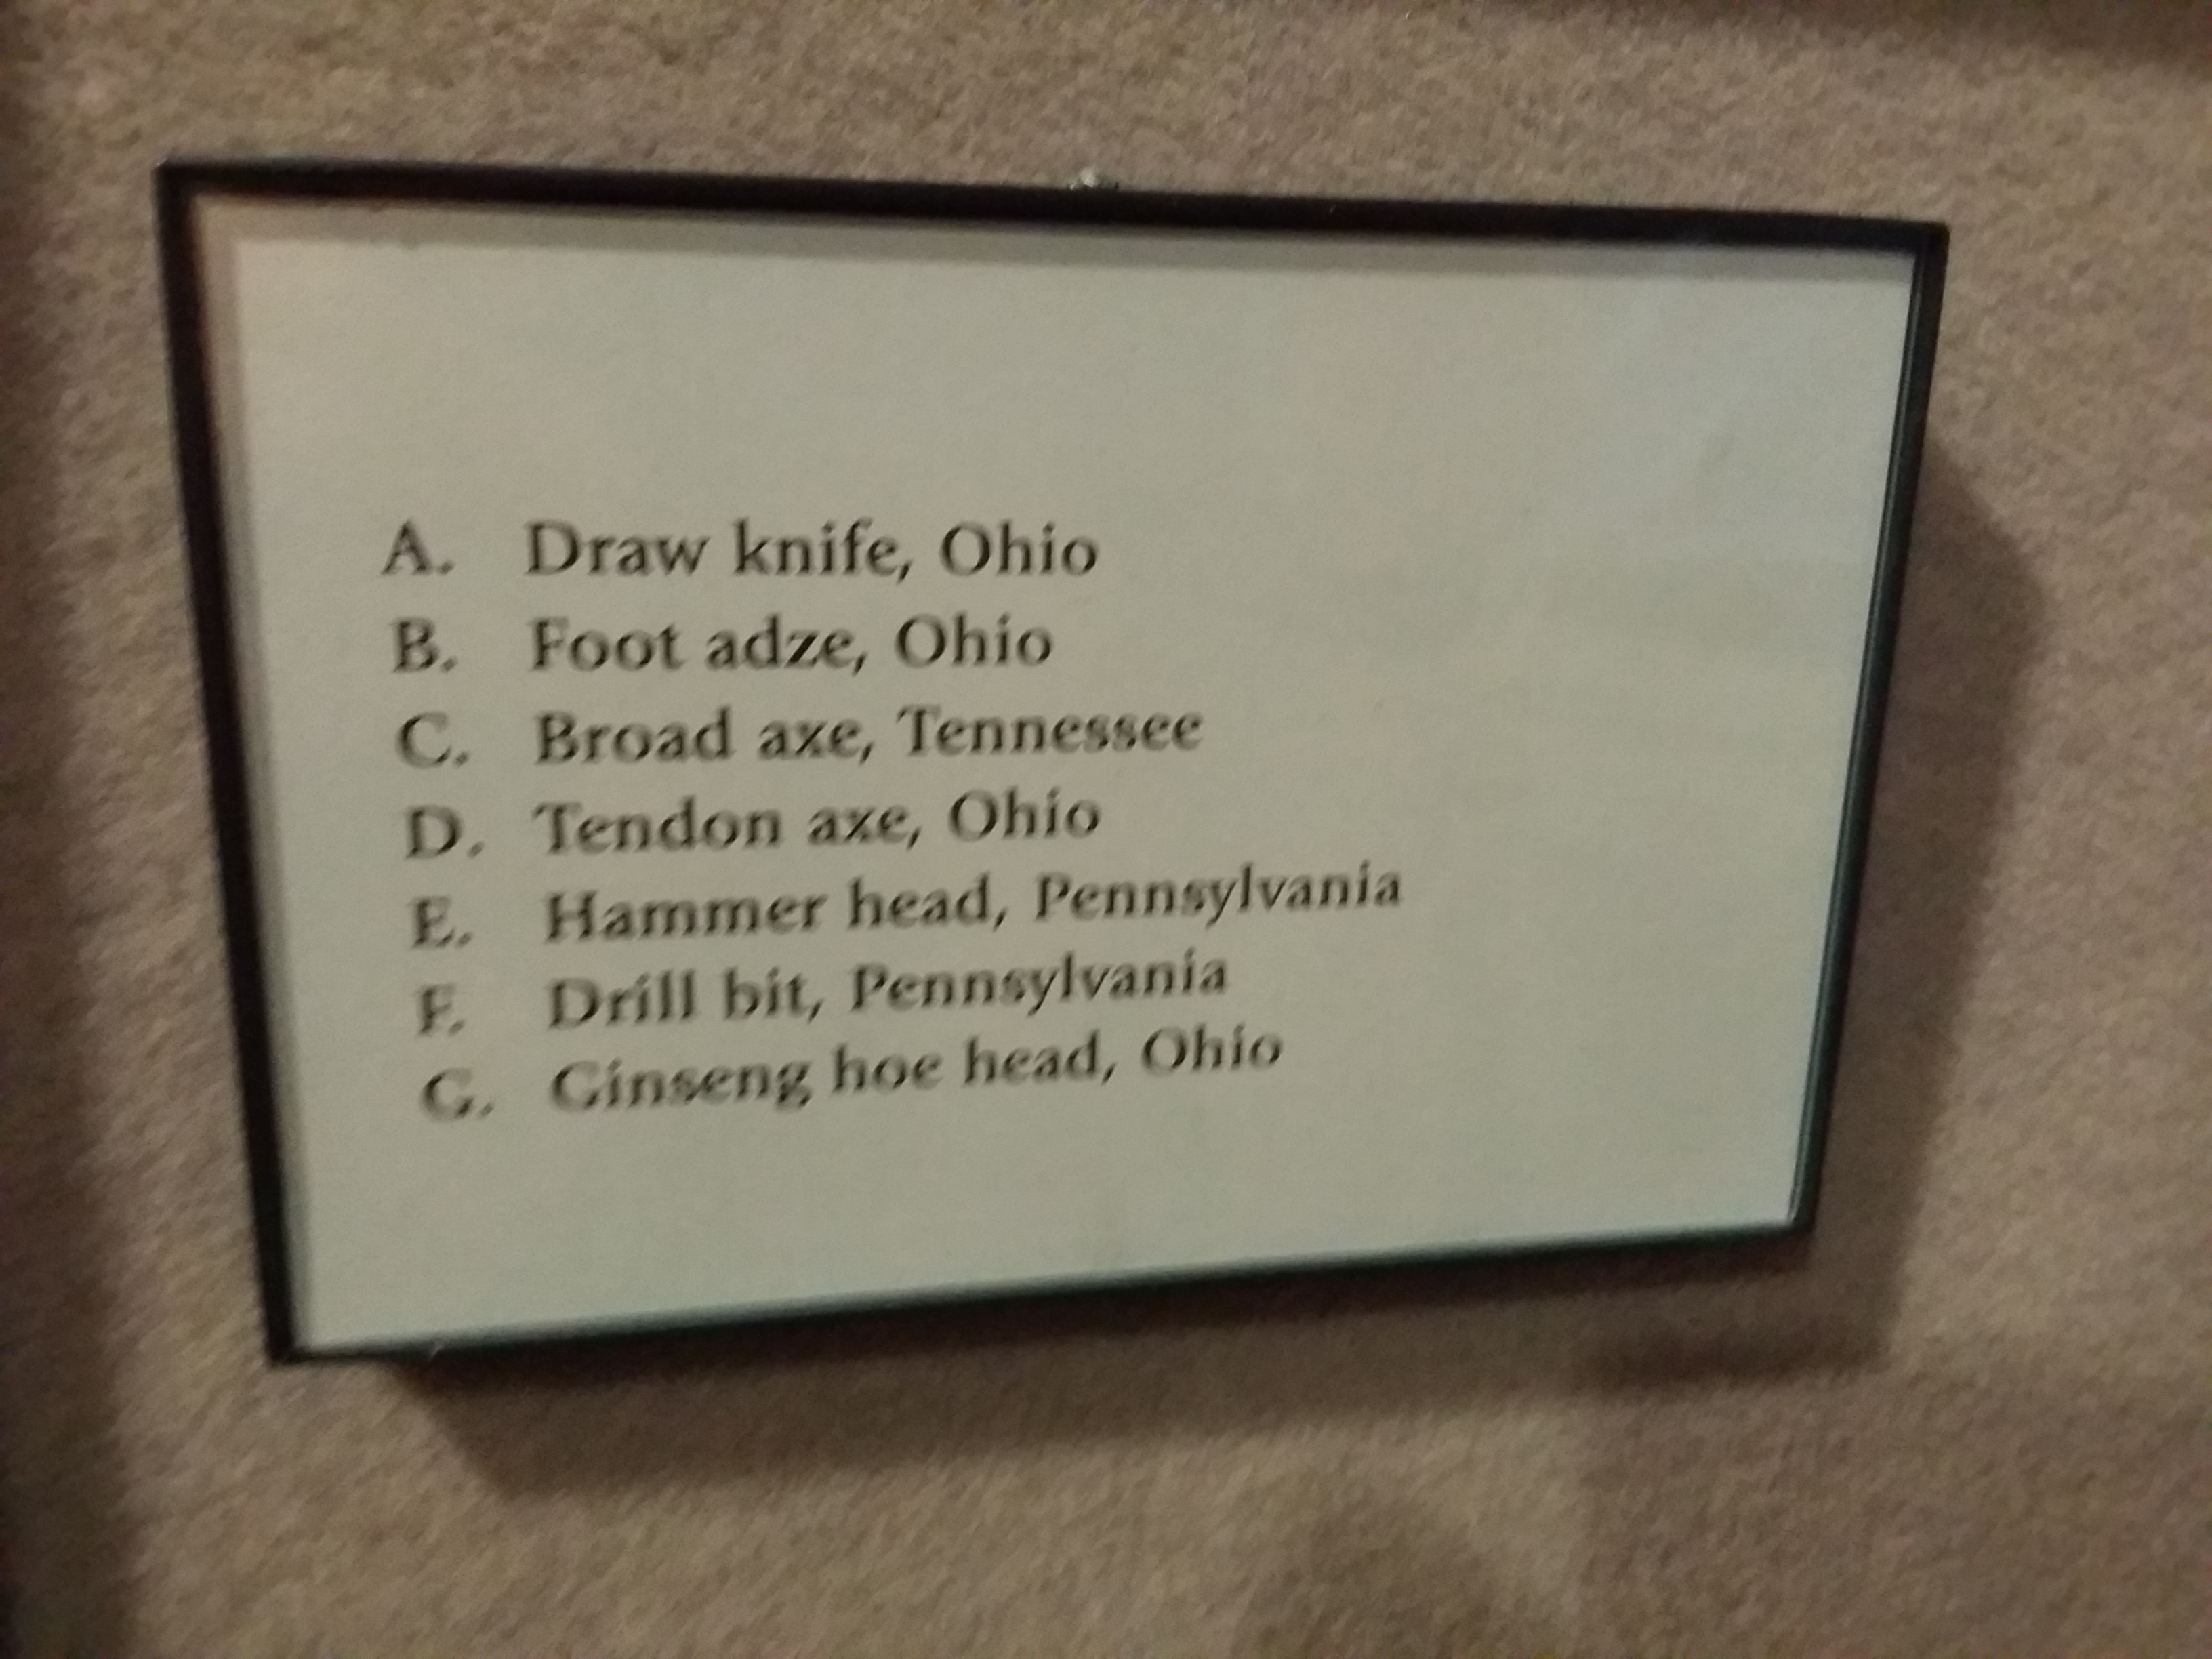 A. Draw knife, Ohio
B. Foot adze, Ohio
C. Broad axe, Tennessee
D. Tendon axe, Ohio
E. Hammer head, Pennsylvania
F. Drill bit, Pennsylvania
G. Ginseng hoe head, Ohio